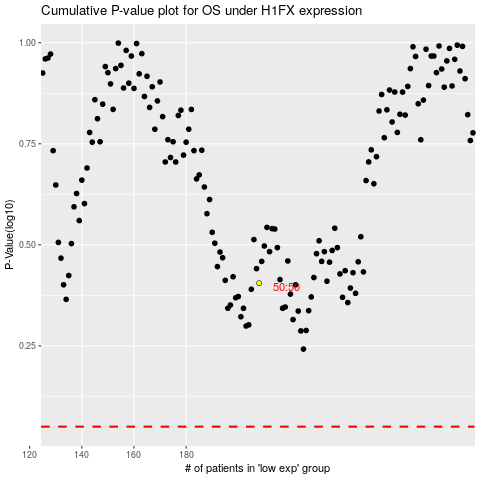 Cumulative P-value plot for OS under H1FX expression
P-Value(log10)
1.00
0.75
0.50
0.25
50:50
120 140 160 180
# of patients in 'low exp' group